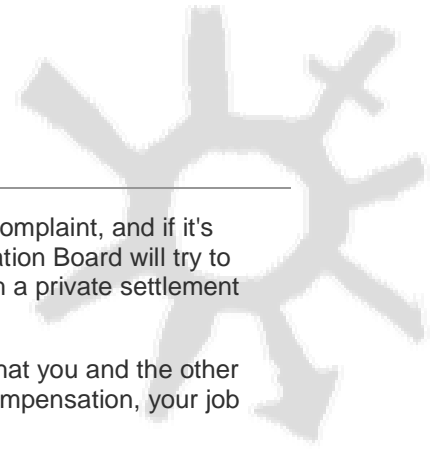 omplaint, and if it's
ation Board will try to
n a private settlement
hat you and the other
mpensation, your job